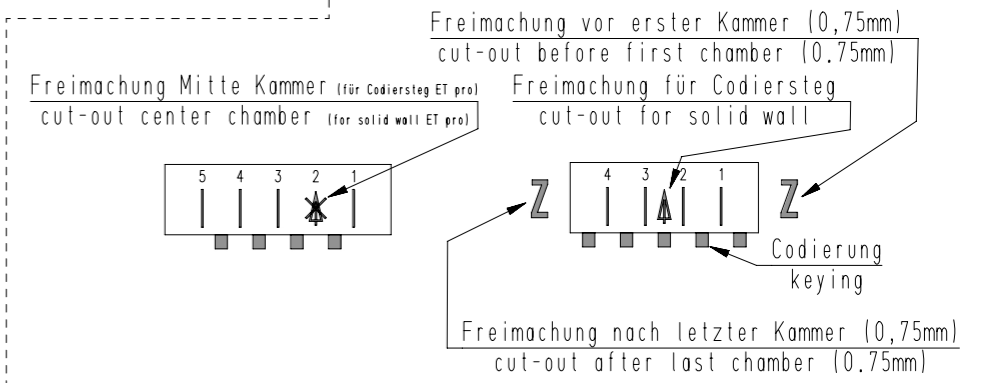 Freimachung vor erster Kammer (0,75mm)
cut-out before first chamber (0.75mm)
Freimachung Mitte Kammer (für Codiersteg ET pro)
cut-out center chamber (for solid wall ET pro)
Freimachung für Codiersteg
cut-out for solid wall
5 4 3 2 1
Z
4 3 2 1
Z
Codierung
keying
Freimachung nach letzter Kammer (0,75mm)
cut-out after last chamber (0.75mm)